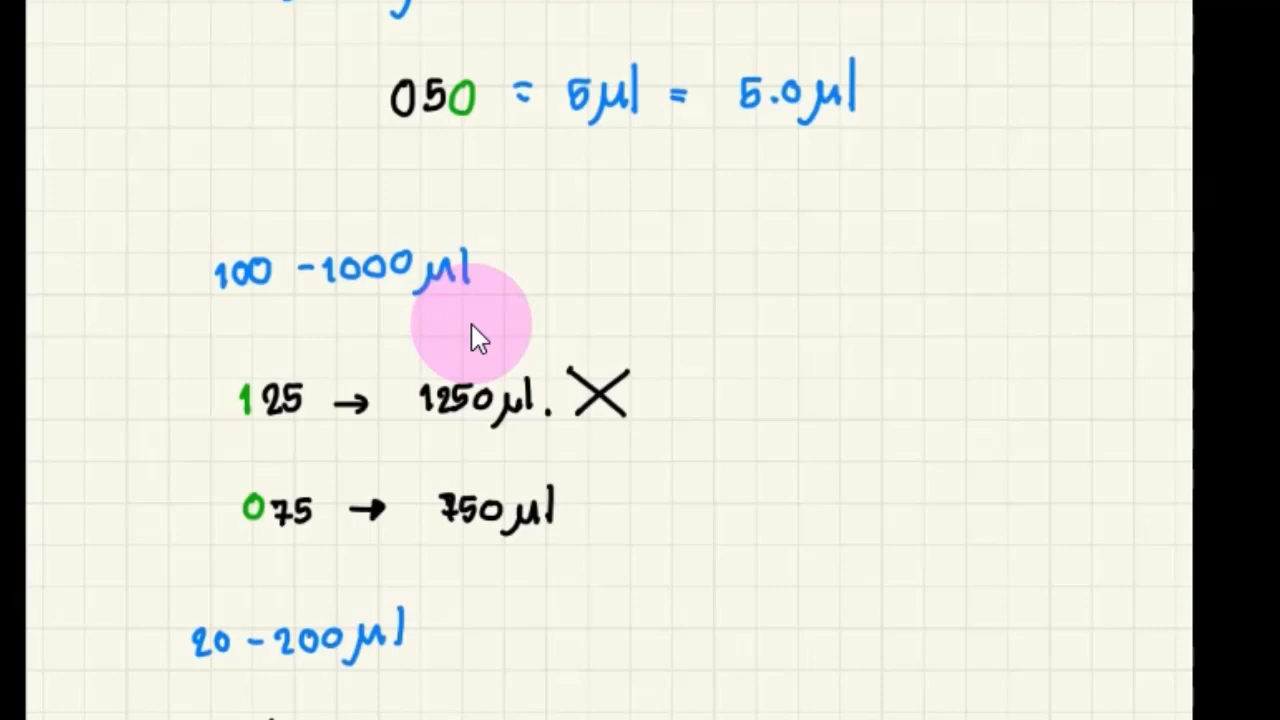 050 = 5μl = 5.0μl
100 - 1000μl
125 → 1250μl. X
075 → 750μl
20 - 200μl